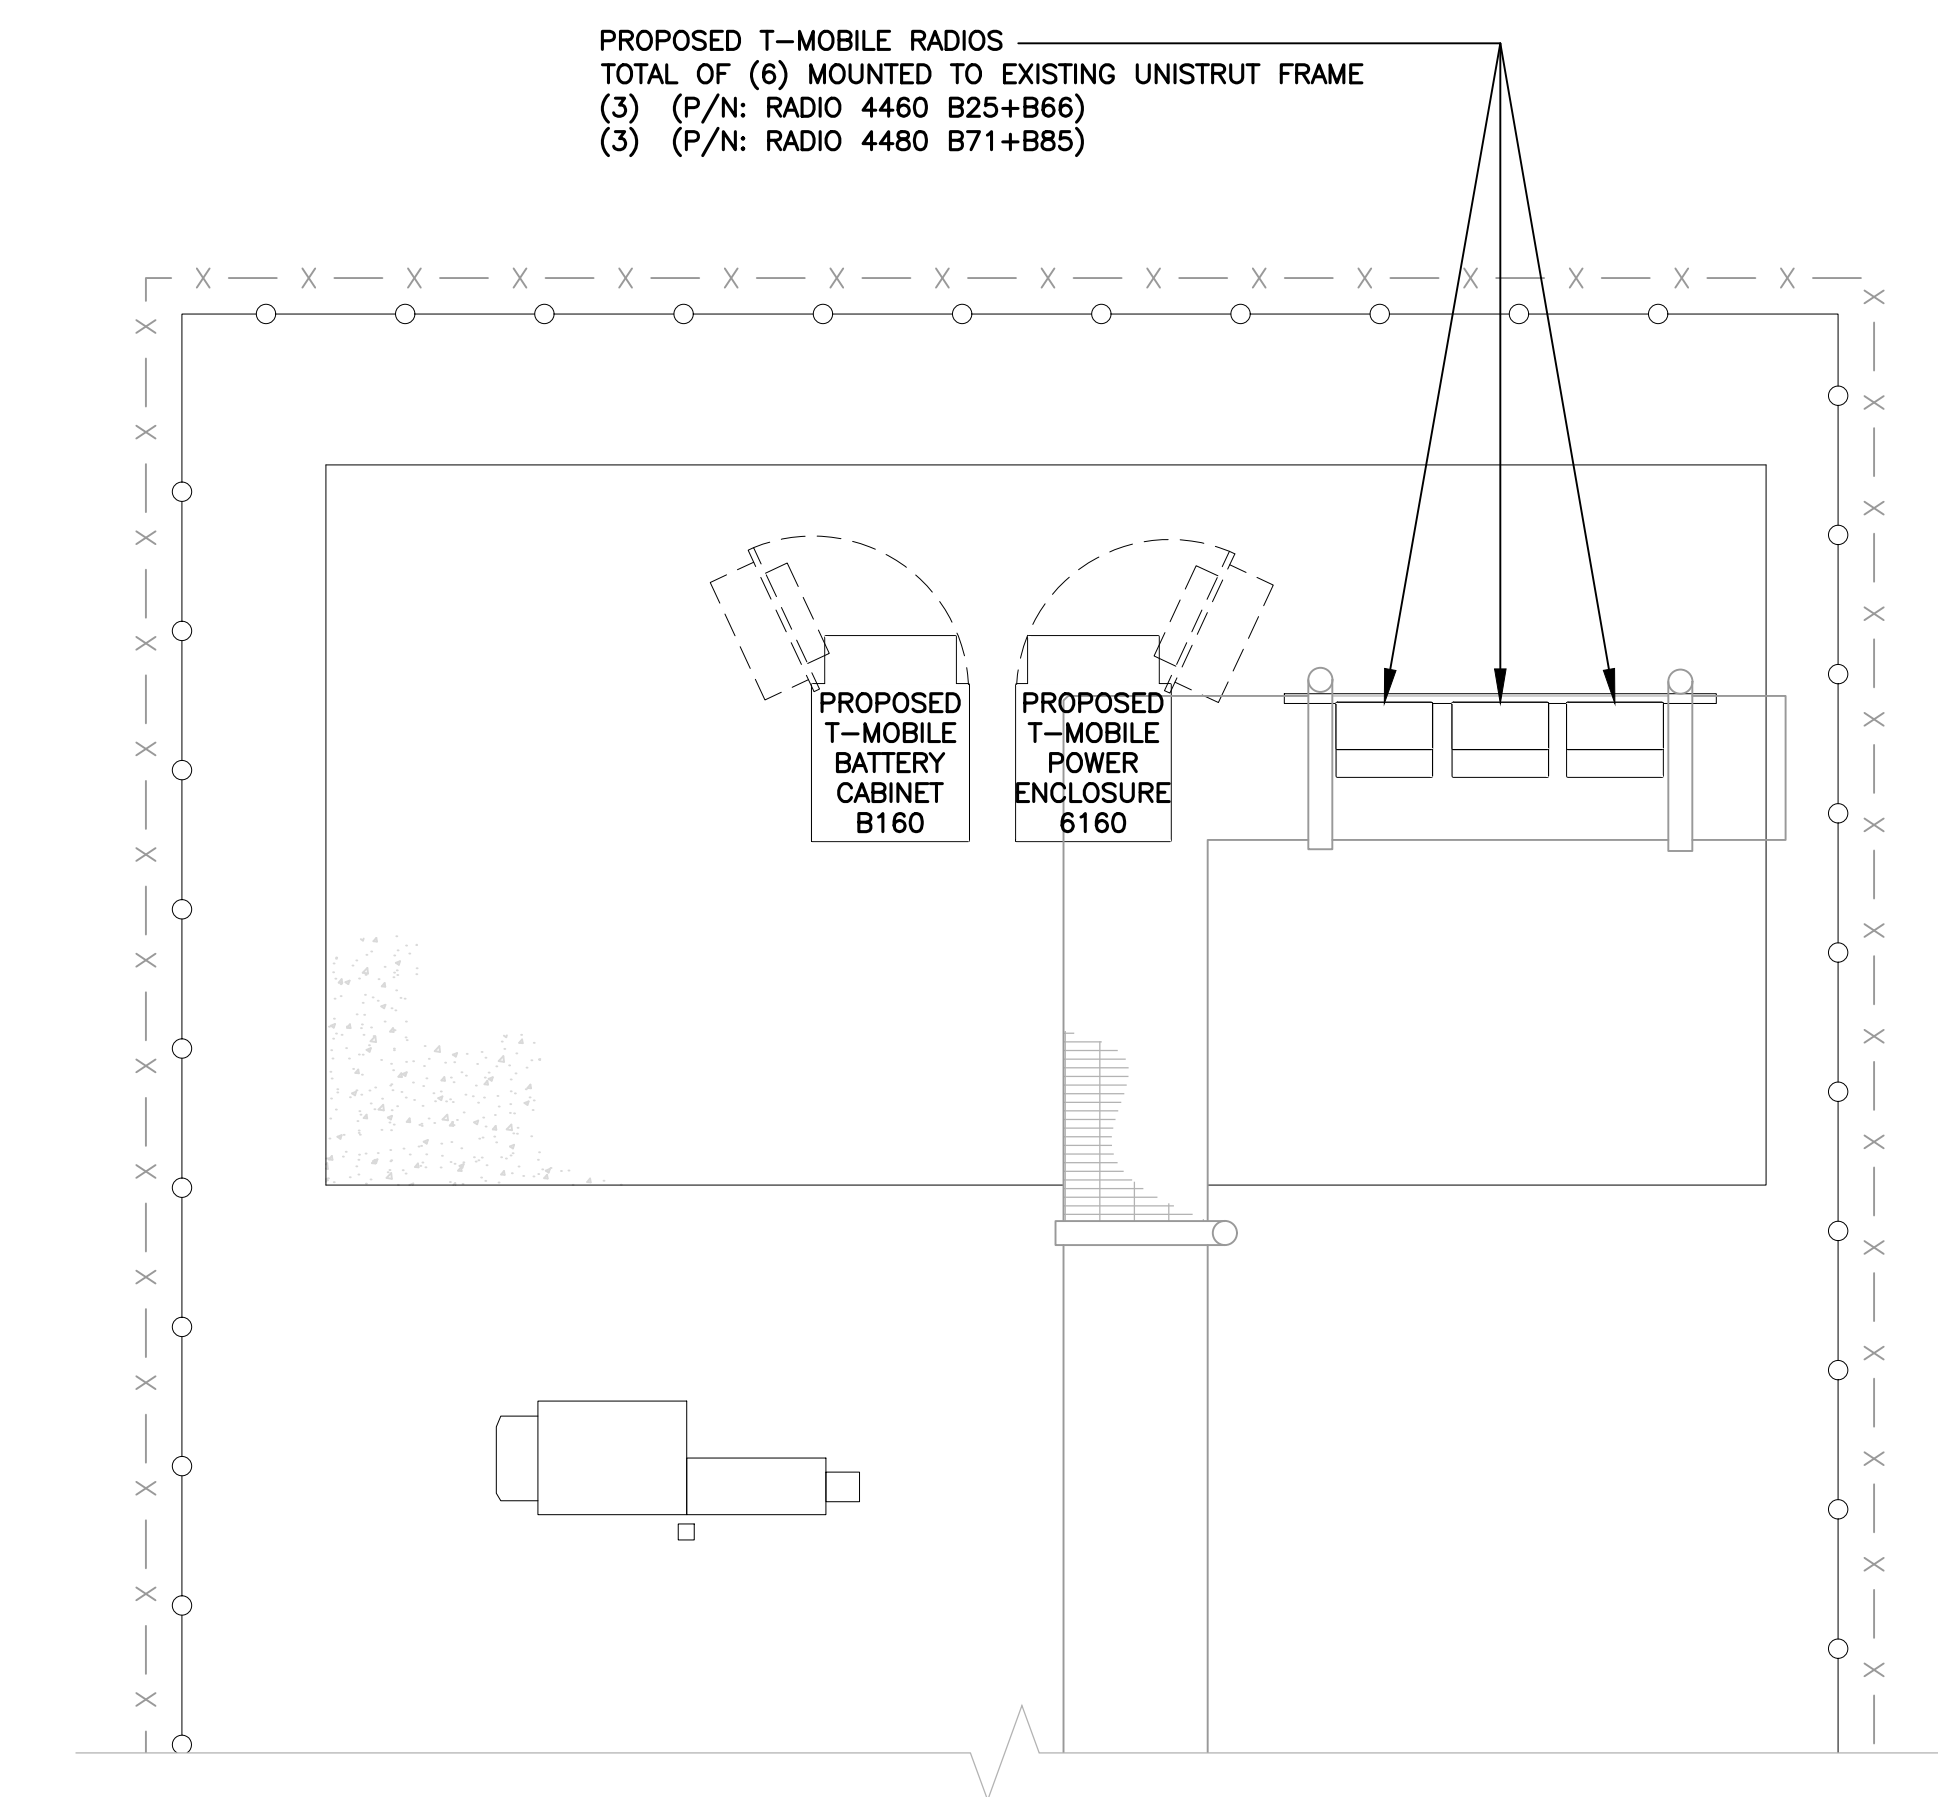 PROPOSED T-MOBILE RADIOS
TOTAL OF (6) MOUNTED TO EXISTING UNISTRUT FRAME
(3) (P/N: RADIO 4460 B25+B66)
(3) (P/N: RADIO 4480 B71+B85)
PROPOSED
T-MOBILE
BATTERY
CABINET
B160
PROPOSED
T-MOBILE
POWER
ENCLOSURE
6160